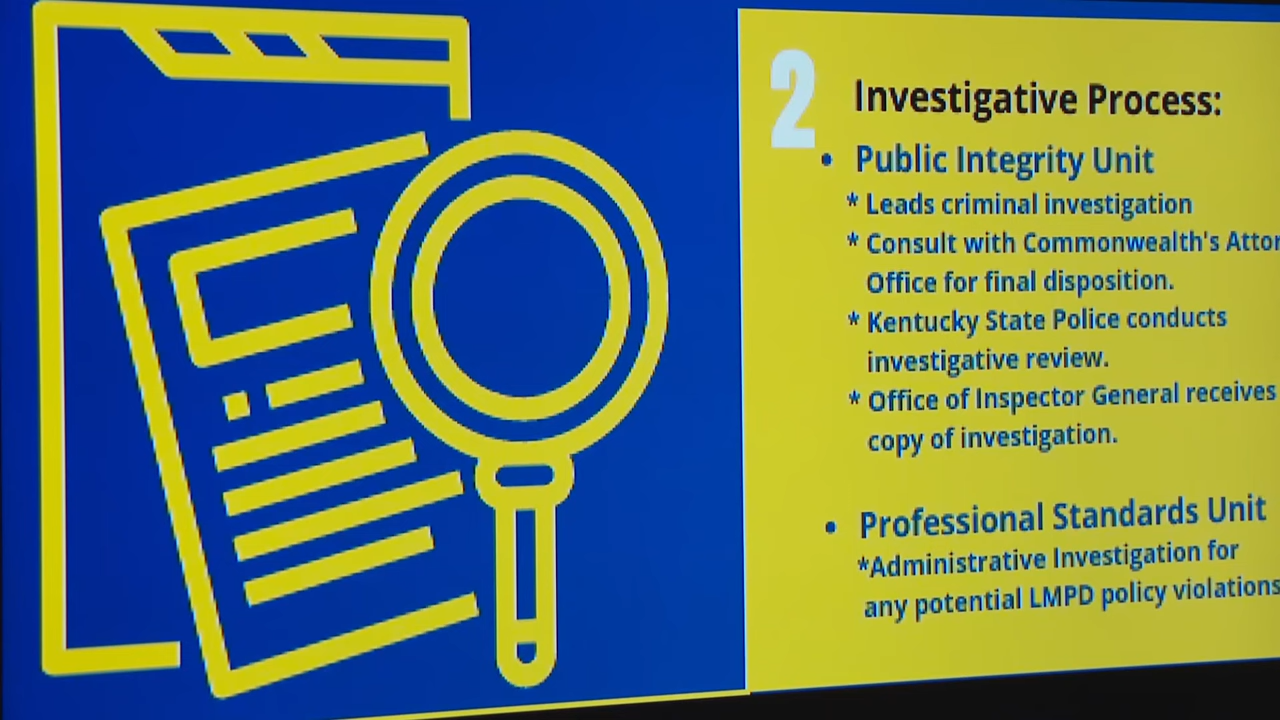 2
Investigative Process:
• Public Integrity Unit
* Leads criminal investigation
* Consult with Commonwealth's
Office for final disposition.
* Kentucky State Police conducts
investigative review.
* Office of Inspector General receives
copy of investigation.
• Professional Standards Unit
*Administrative Investigation for
any potential LMPD policy violations